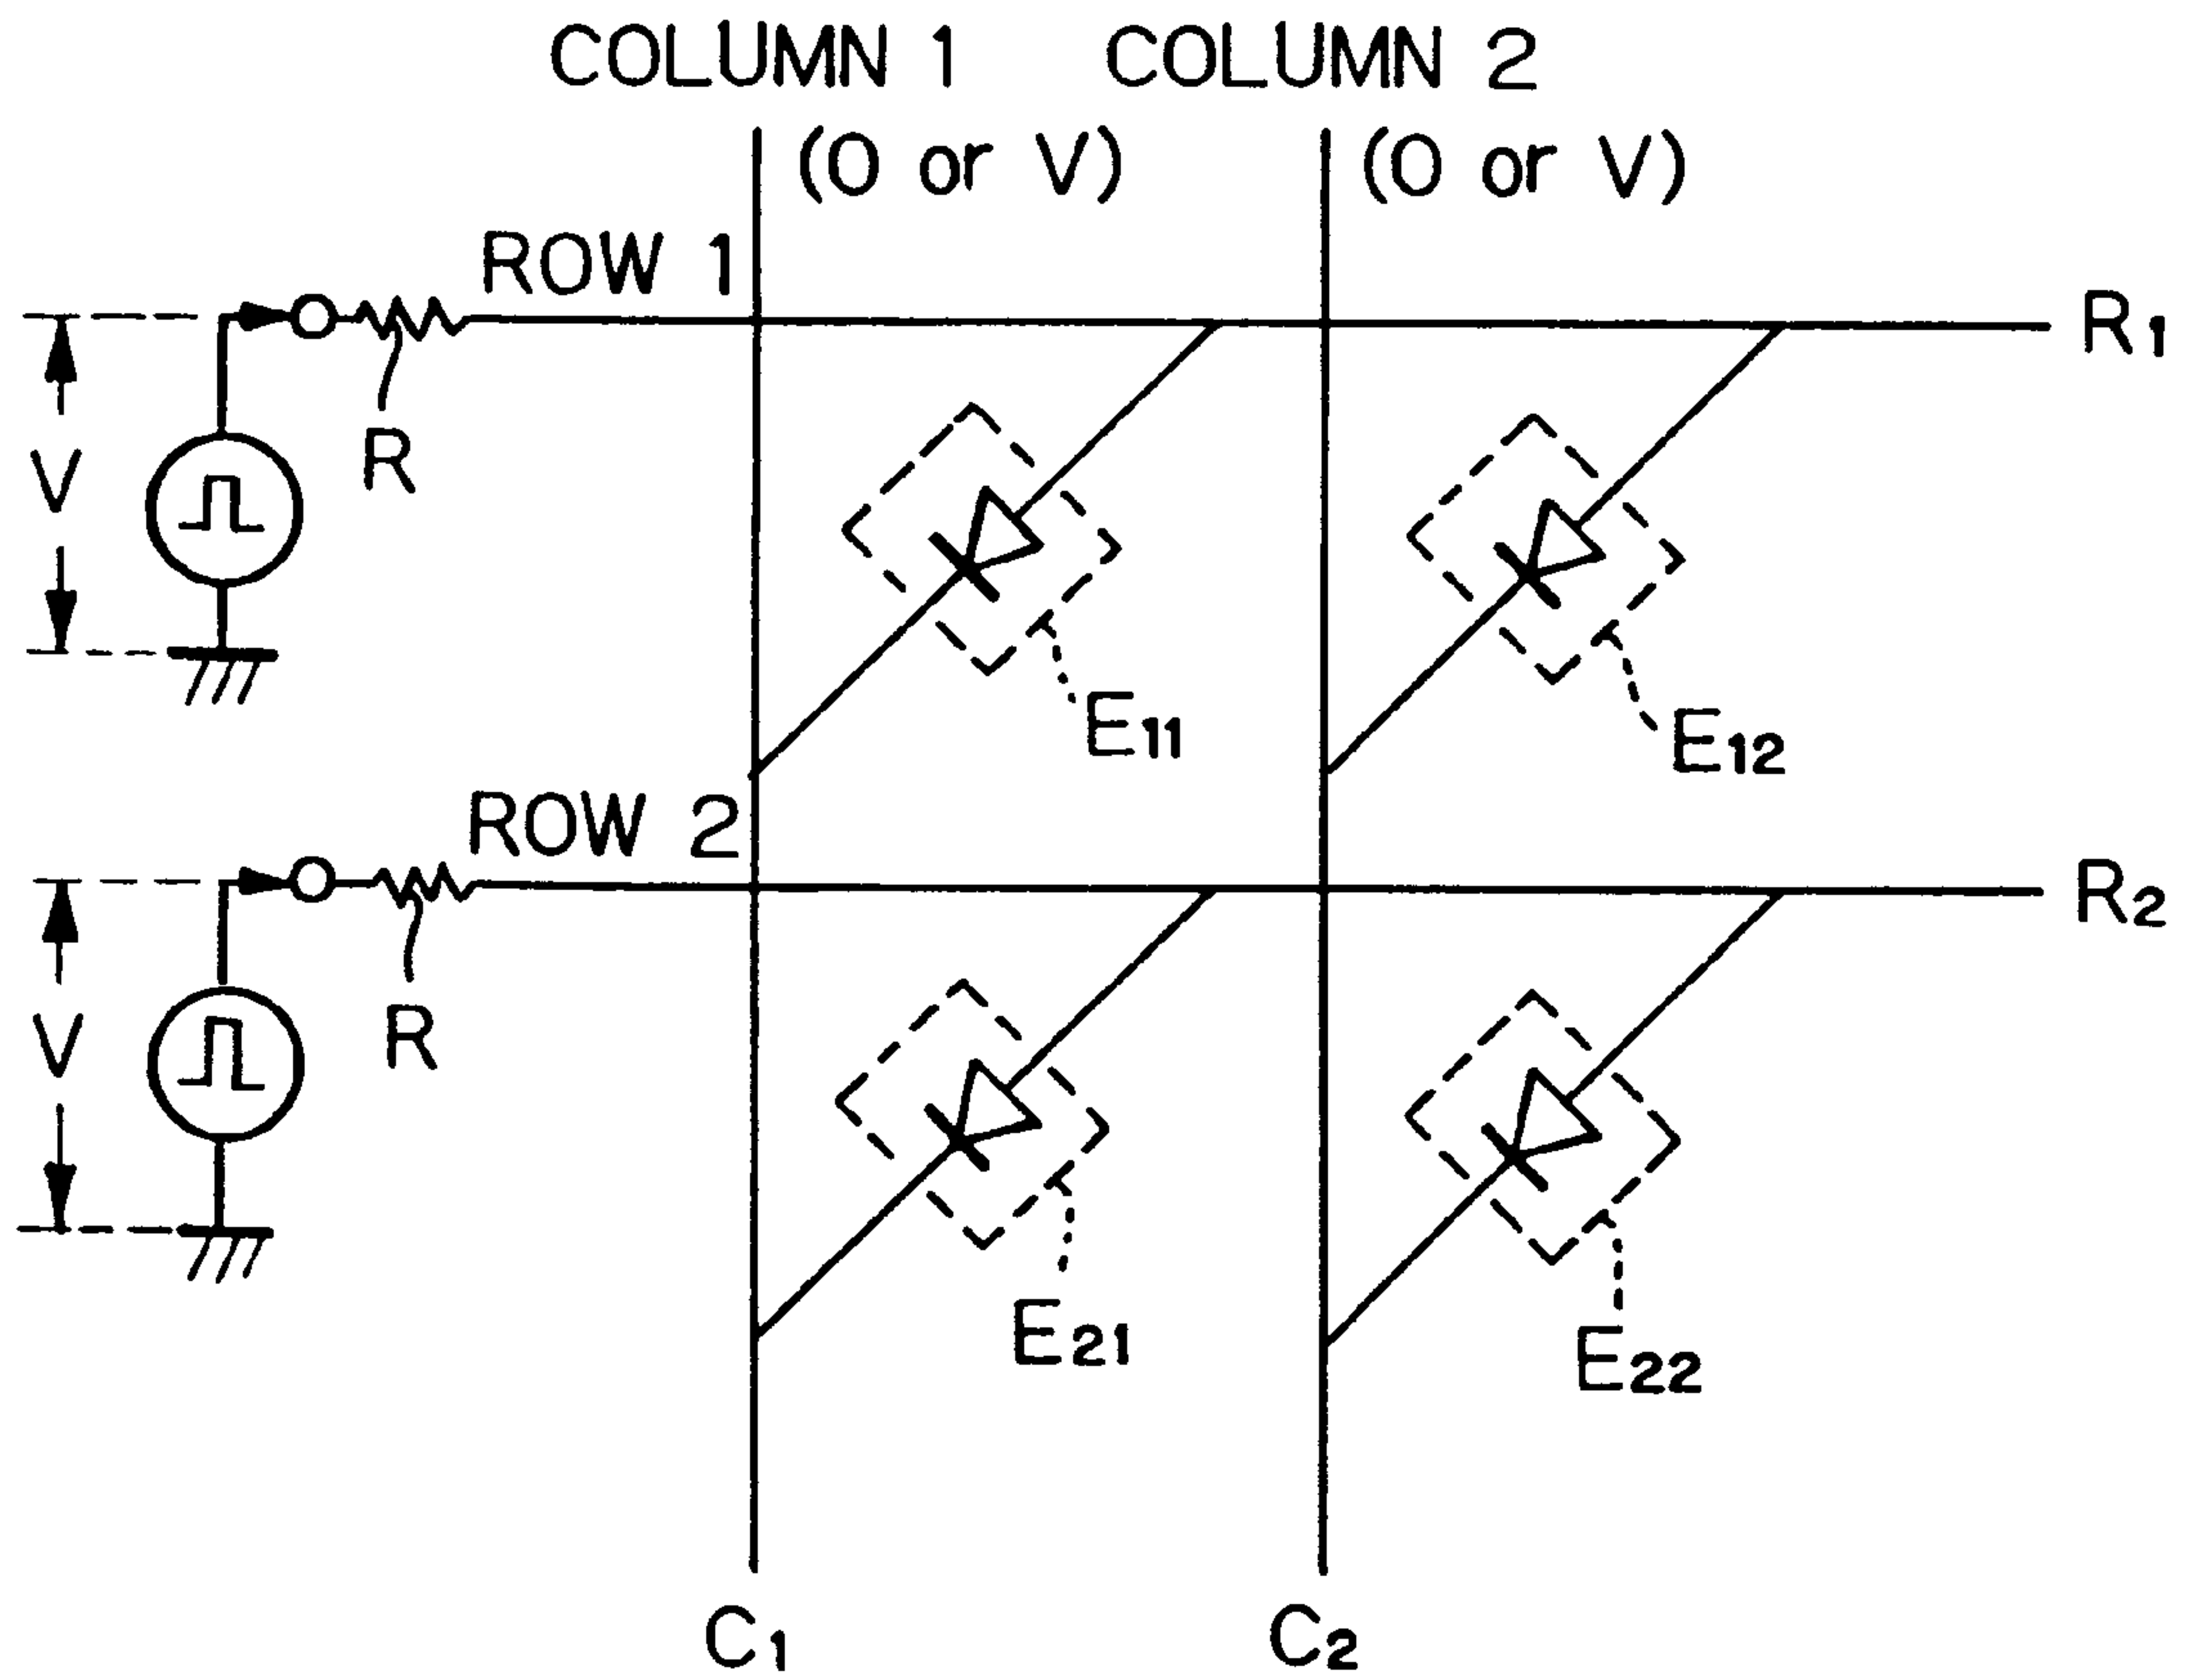 COLUMN 1 COLUMN 2
(0 or V) (0 or V)
ROW 1
R1
V
R
E11
E12
ROW 2
R2
V
R
E21
E22
C1 C2